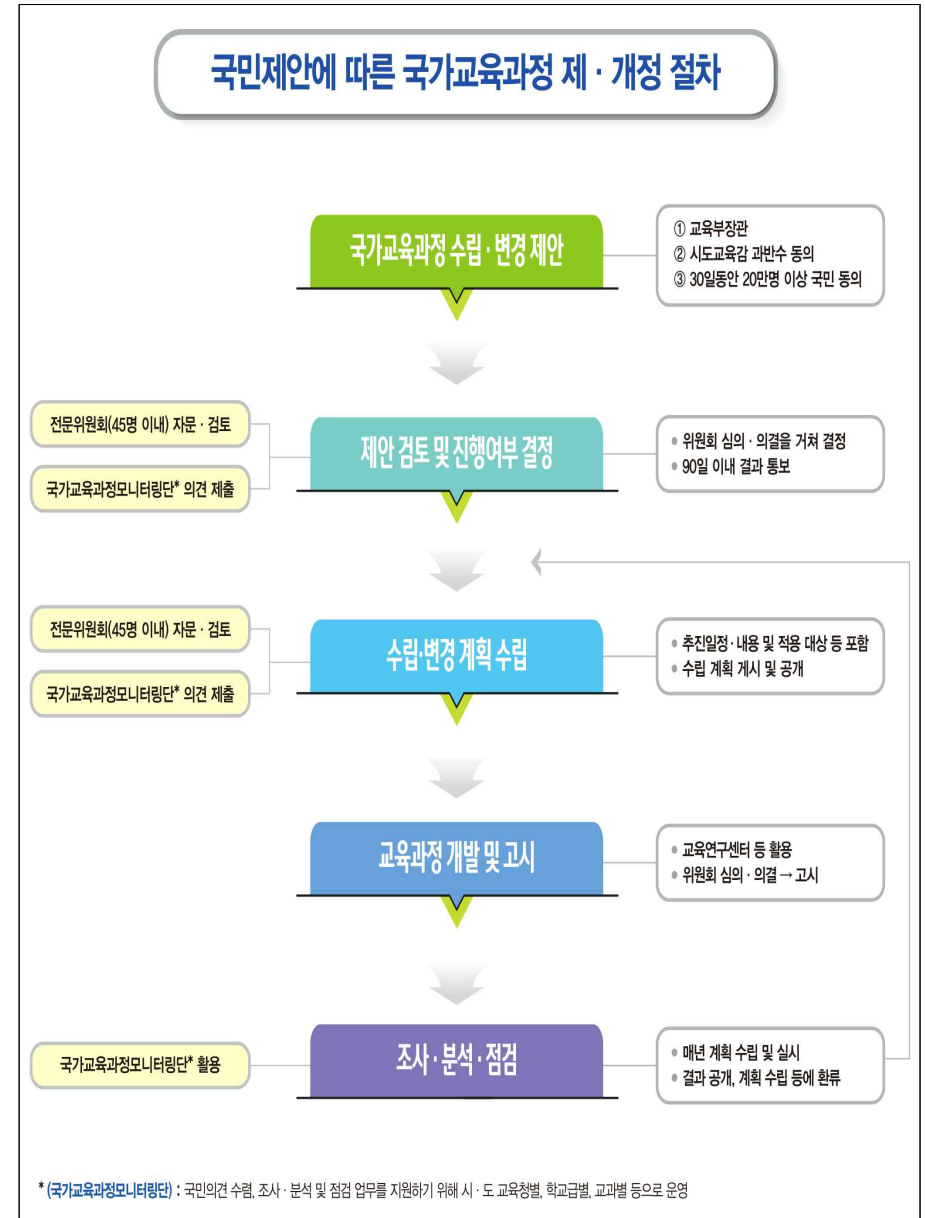 국민제안에 따른 국가교육과정 제·개정 절차
국가교육과정 수립·변경 제안
① 교육부장관
② 시도교육감 과반수 동의
③ 30일동안 20만명 이상 국민 동의
전문위원회(45명 이내) 자문·검토
국가교육과정모니터링단* 의견 제출
제안 검토 및 진행여부 결정
● 위원회 심의·의결을 거쳐 결정
● 90일 이내 결과 통보
전문위원회(45명 이내) 자문·검토
국가교육과정모니터링단* 의견 제출
수립·변경 계획 수립
● 추진일정·내용 및 적용 대상 등 포함
● 수립 계획 게시 및 공개
교육과정 개발 및 고시
● 교육연구센터 등 활용
● 위원회 심의·의결 → 고시
국가교육과정모니터링단* 활용
조사·분석·점검
● 매년 계획 수립 및 실시
● 결과 공개, 계획 수립 등에 환류
* (국가교육과정모니터링단) : 국민의견 수렴, 조사·분석 및 점검 업무를 지원하기 위해 시·도 교육청별, 학교급별, 교과별 등으로 운영